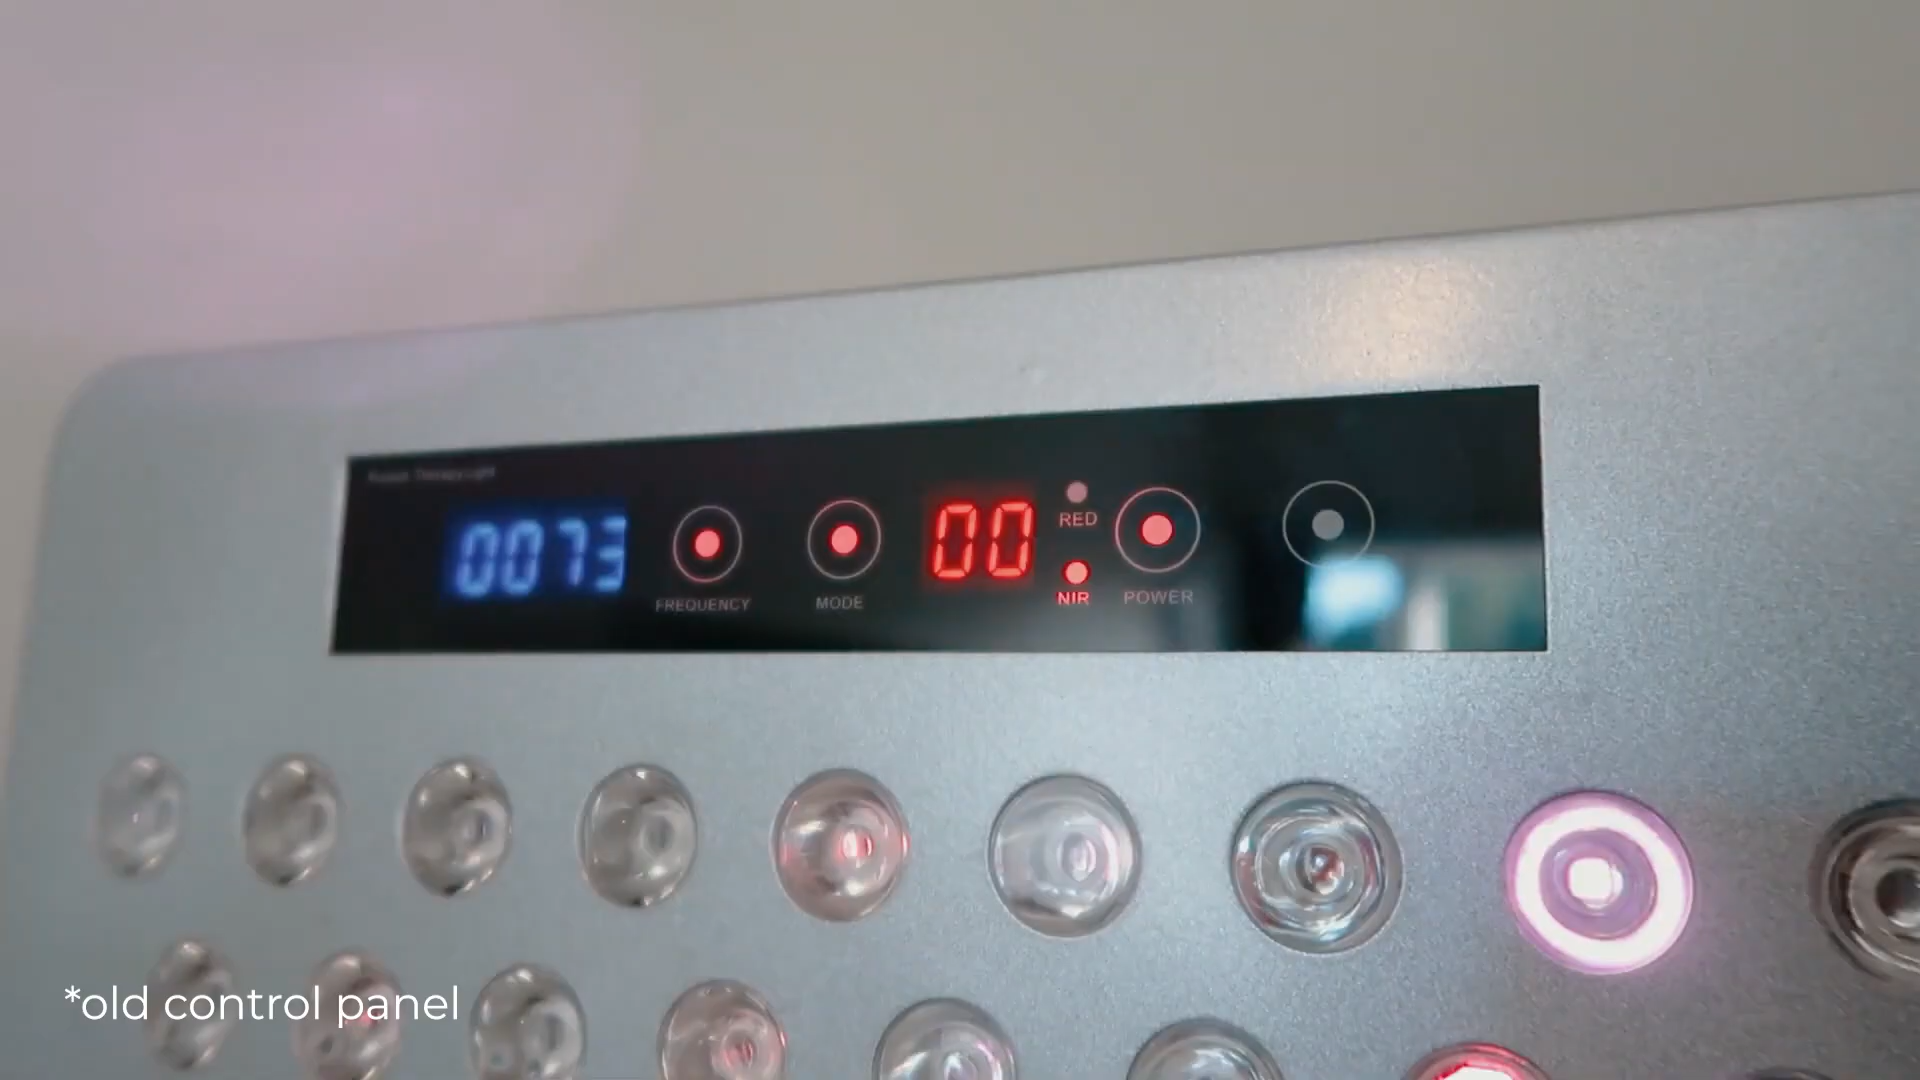 0073
FREQUENCY
MODE
00
RED
NIR
POWER
*old control panel